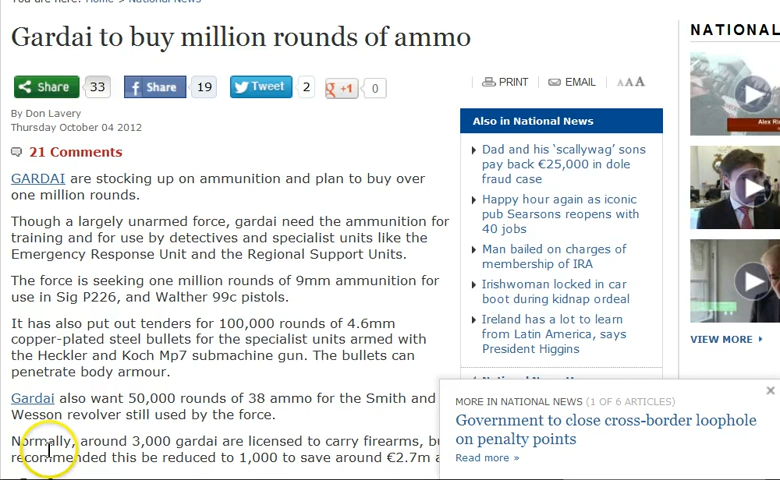 You are here: Home > National News
Gardai to buy million rounds of ammo
Share 33
Share 19
Tweet 2
+1 0
PRINT
EMAIL
AAA
By Don Lavery
Thursday October 04 2012
21 Comments
GARDAI are stocking up on ammunition and plan to buy over
one million rounds.
Though a largely unarmed force, gardai need the ammunition for
training and for use by detectives and specialist units like the
Emergency Response Unit and the Regional Support Units.
The force is seeking one million rounds of 9mm ammunition for
use in Sig P226, and Walther 99c pistols.
It has also put out tenders for 100,000 rounds of 4.6mm
copper-plated steel bullets for the specialist units armed with
the Heckler and Koch Mp7 submachine gun. The bullets can
penetrate body armour.
Gardai also want 50,000 rounds of 38 ammo for the Smith and
Wesson revolver still used by the force.
Normally, around 3,000 gardai are licensed to carry firearms,
recommended this be reduced to 1,000 to save around €2.7m
Also in National News
Dad and his ‘scallywag’ sons
pay back €25,000 in dole
fraud case
Happy hour again as iconic
pub Searsons reopens with
40 jobs
Man bailed on charges of
membership of IRA
Irishwoman locked in car
boot during kidnap ordeal
Ireland has a lot to learn
from Latin America, says
President Higgins
NATIONAL
VIEW MORE
MORE IN NATIONAL NEWS (1 OF 6 ARTICLES)
Government to close cross-border loophole
on penalty points
Read more »